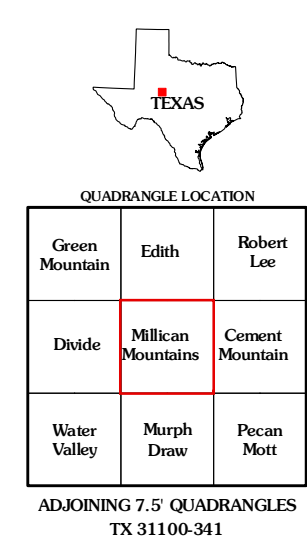 TEXAS
QUADRANGLE LOCATION
Green
Mountain
Edith
Robert
Lee
Divide
Millican
Mountains
Cement
Mountain
Water
Valley
Murph
Draw
Pecan
Mott
ADJOINING 7.5' QUADRANGLES
TX 31100-341